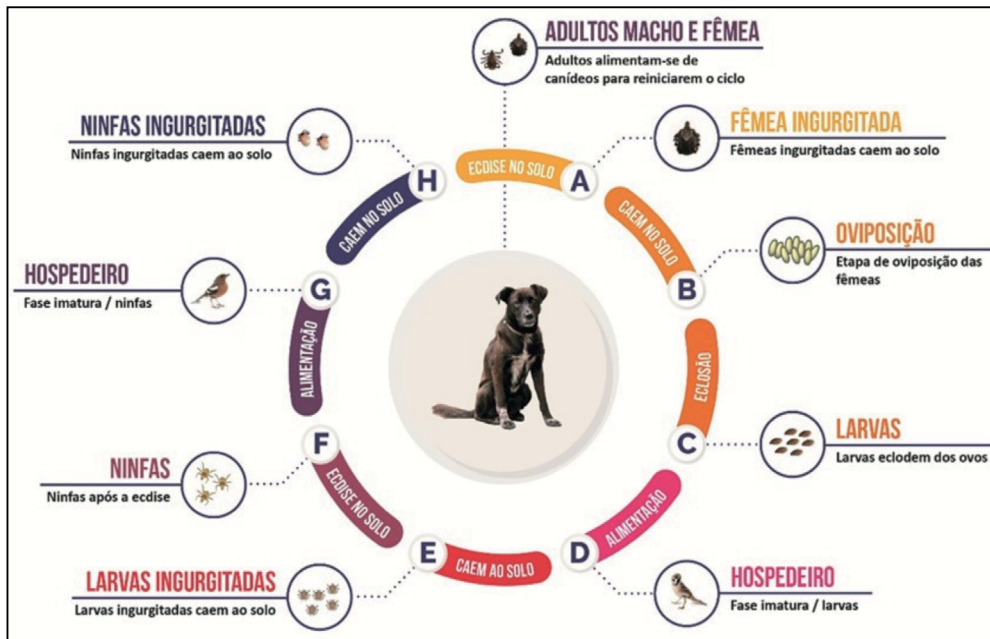 ADULTOS MACHO E FÊMEA
Adultos alimentam-se de
canídeos para reiniciarem o ciclo
FÊMEA INGURGITADA
Fêmeas ingurgitadas caem ao solo
OVIPOSIÇÃO
Etapa de oviposição das
fêmeas
LARVAS
Larvas eclodem dos ovos
HOSPEDEIRO
Fase imatura / larvas
LARVAS INGURGITADAS
Larvas ingurgitadas caem ao solo
NINFAS
Ninfas após a ecdise
HOSPEDEIRO
Fase imatura / ninfas
NINFAS INGURGITADAS
Ninfas ingurgitadas caem ao solo
ECDISE NO SOLO
A
CAEM NO SOLO
B
ECLOSÃO
C
ALIMENTAÇÃO
D
CAEM AO SOLO
E
ECDISE NO SOLO
F
ALIMENTAÇÃO
G
CAEM NO SOLO
H